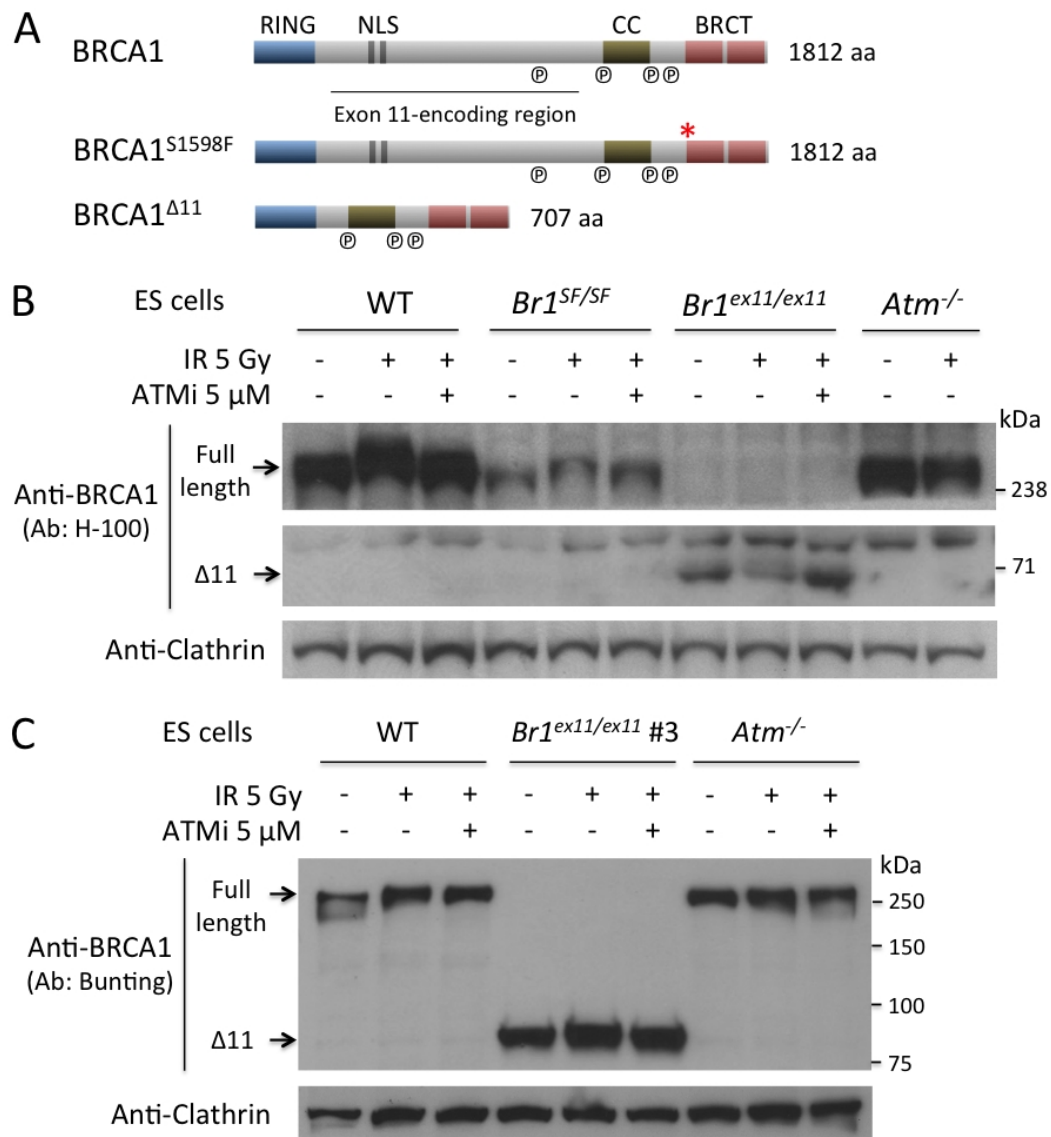 A
RING NLS CC BRCT
BRCA1 1812 aa
P P P P
Exon 11-encoding region
*
BRCA1S1598F 1812 aa
P P P P
BRCA1Δ11 707 aa
P P P
B ES cells WT Br1SF/SF Br1ex11/ex11 Atm-/-
IR 5 Gy - + + - + + - + + - +
ATMi 5 μM - - + - - + - - + - -
kDa
Full length
238
Anti-BRCA1
(Ab: H-100)
Δ11
71
Anti-Clathrin
C ES cells WT Br1ex11/ex11 #3 Atm-/-
IR 5 Gy - + + - + + - + +
ATMi 5 μM - - + - - + - - +
kDa
Full length
250
150
Anti-BRCA1
(Ab: Bunting)
100
Δ11
75
Anti-Clathrin